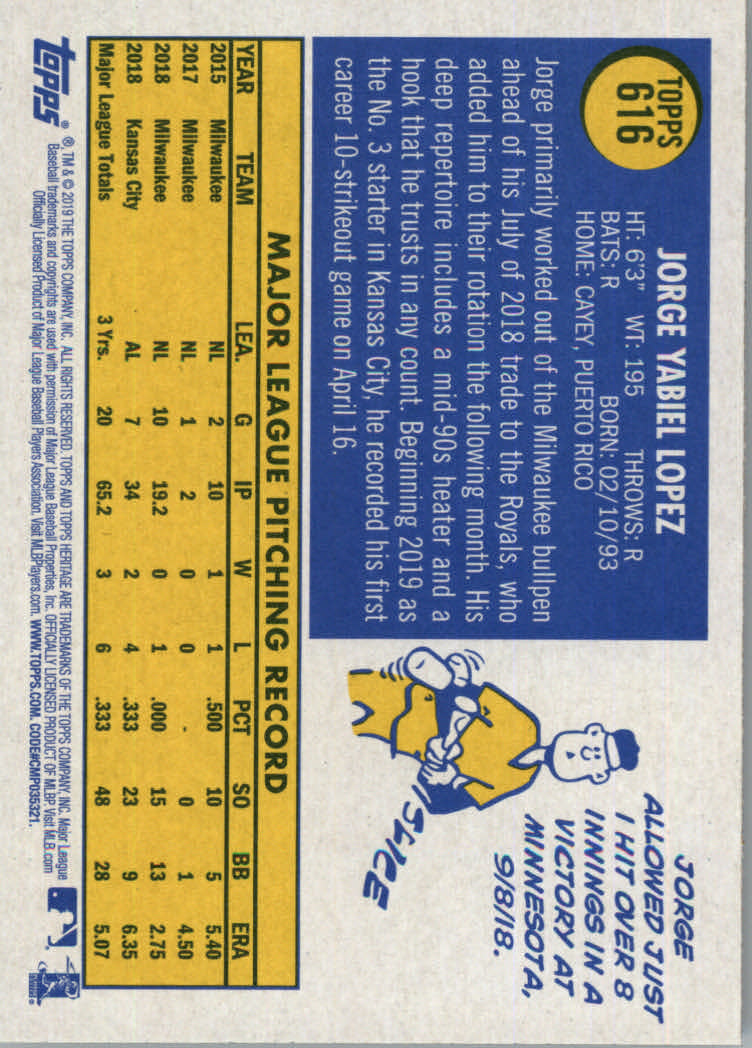 TOPPS
616
JORGE YABIEL LOPEZ
HT: 6'3" WT: 195 THROWS: R
BATS: R BORN: 02/10/93
HOME: CAYEY, PUERTO RICO
Jorge primarily worked out of the Milwaukee bullpen
ahead of his July of 2018 trade to the Royals, who
added him to their rotation the following month. His
deep repertoire includes a mid-90s heater and a
hook that he trusts in any count. Beginning 2019 as
the No. 3 starter in Kansas City, he recorded his first
career 10-strikeout game on April 16.
JORGE
ALLOWED JUST
1 HIT OVER 8
INNINGS IN A
VICTORY AT
MINNESOTA,
9/8/18.
SLICE
MAJOR LEAGUE PITCHING RECORD
YEAR TEAM LEA. G IP W L PCT SO BB ERA
2015 Milwaukee NL 2 10 1 1 .500 10 5 5.40
2017 Milwaukee NL 1 2 0 0 - 0 1 4.50
2018 Milwaukee NL 10 19.2 0 1 .000 15 13 2.75
2018 Kansas City AL 7 34 2 4 .333 23 9 6.35
Major League Totals 3 Yrs. 20 65.2 3 6 .333 48 28 5.07
topps®
®, TM & © 2019 THE TOPPS COMPANY, INC. ALL RIGHTS RESERVED. TOPPS AND TOPPS HERITAGE ARE TRADEMARKS OF THE TOPPS COMPANY, INC. Major League
Baseball trademarks and copyrights are used with permission of Major League Baseball Properties, Inc. OFFICIALLY LICENSED PRODUCT OF MLBP. Visit MLB.com
Officially Licensed Product of Major League Baseball Players Association. Visit MLBPlayers.com. WWW.TOPPS.COM. CODE#CMP035321.